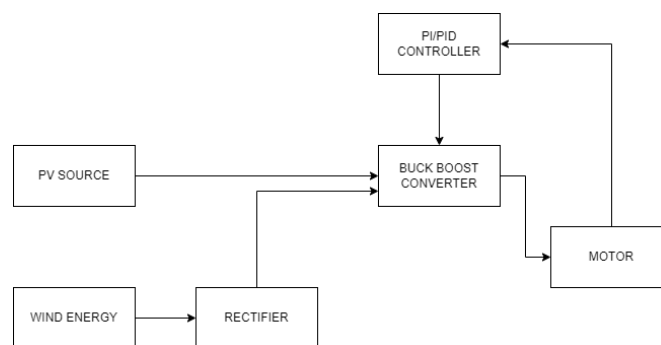 PI/PID
CONTROLLER
PV SOURCE
BUCK BOOST
CONVERTER
MOTOR
WIND ENERGY
RECTIFIER